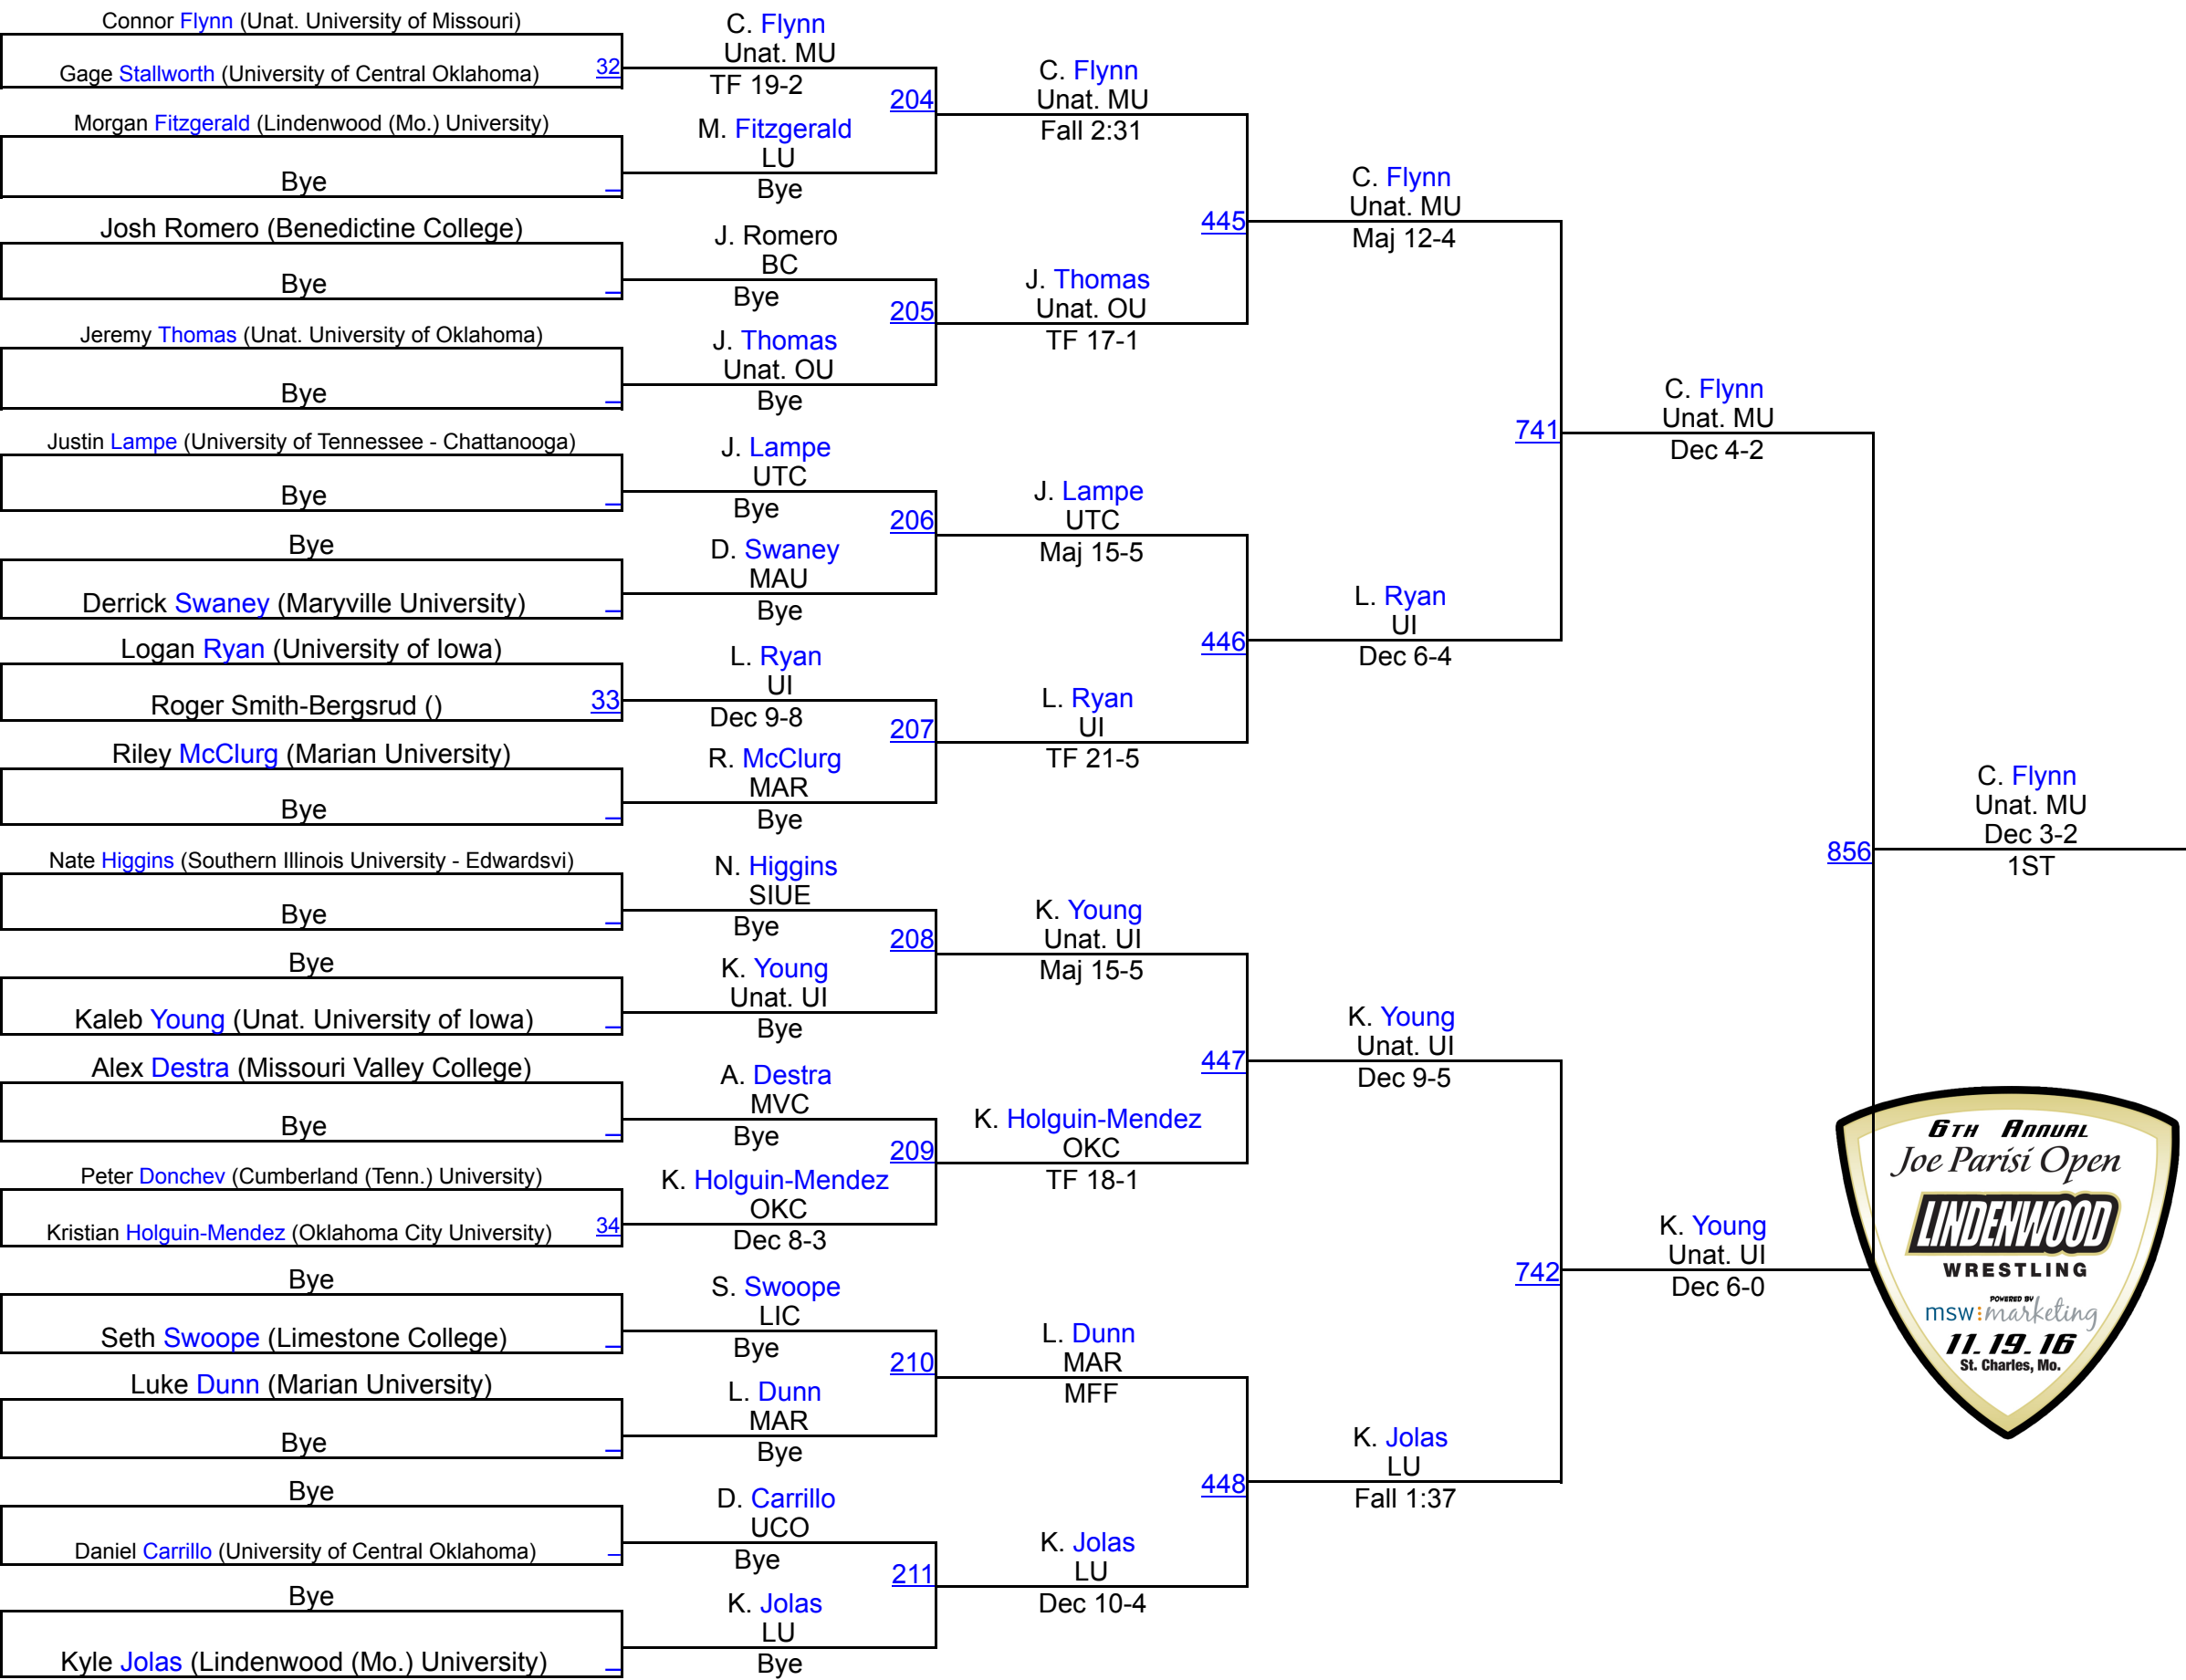 Connor Flynn (Unat. University of Missouri)
Gage Stallworth (University of Central Oklahoma)
32
Morgan Fitzgerald (Lindenwood (Mo.) University)
Bye
Josh Romero (Benedictine College)
Bye
Jeremy Thomas (Unat. University of Oklahoma)
Bye
Justin Lampe (University of Tennessee - Chattanooga)
Bye
Bye
Derrick Swaney (Maryville University)
Logan Ryan (University of Iowa)
Roger Smith-Bergsrud ()
33
Riley McClurg (Marian University)
Bye
Nate Higgins (Southern Illinois University - Edwardsvi)
Bye
Bye
Kaleb Young (Unat. University of Iowa)
Alex Destra (Missouri Valley College)
Bye
Peter Donchev (Cumberland (Tenn.) University)
Kristian Holguin-Mendez (Oklahoma City University)
34
Bye
Seth Swoope (Limestone College)
Luke Dunn (Marian University)
Bye
Bye
Daniel Carrillo (University of Central Oklahoma)
Bye
Kyle Jolas (Lindenwood (Mo.) University)
C. Flynn
Unat. MU
TF 19-2
204
M. Fitzgerald
LU
Bye
J. Romero
BC
Bye
205
J. Thomas
Unat. OU
Bye
J. Lampe
UTC
Bye
206
D. Swaney
MAU
Bye
L. Ryan
UI
Dec 9-8
207
R. McClurg
MAR
Bye
N. Higgins
SIUE
Bye
208
K. Young
Unat. UI
Bye
A. Destra
MVC
Bye
209
K. Holguin-Mendez
OKC
Dec 8-3
S. Swoope
LIC
Bye
210
L. Dunn
MAR
Bye
D. Carrillo
UCO
Bye
211
K. Jolas
LU
Bye
C. Flynn
Unat. MU
Fall 2:31
445
J. Thomas
Unat. OU
TF 17-1
J. Lampe
UTC
Maj 15-5
446
L. Ryan
UI
TF 21-5
K. Young
Unat. UI
Maj 15-5
447
K. Holguin-Mendez
OKC
TF 18-1
L. Dunn
MAR
MFF
448
K. Jolas
LU
Dec 10-4
C. Flynn
Unat. MU
Maj 12-4
741
L. Ryan
UI
Dec 6-4
K. Young
Unat. UI
Dec 9-5
742
K. Jolas
LU
Fall 1:37
C. Flynn
Unat. MU
Dec 4-2
856
K. Young
Unat. UI
Dec 6-0
C. Flynn
Unat. MU
Dec 3-2
1ST
6TH ANNUAL
Joe Parisi Open
LINDENWOOD
WRESTLING
POWERED BY
msw:marketing
11.19.16
St. Charles, Mo.